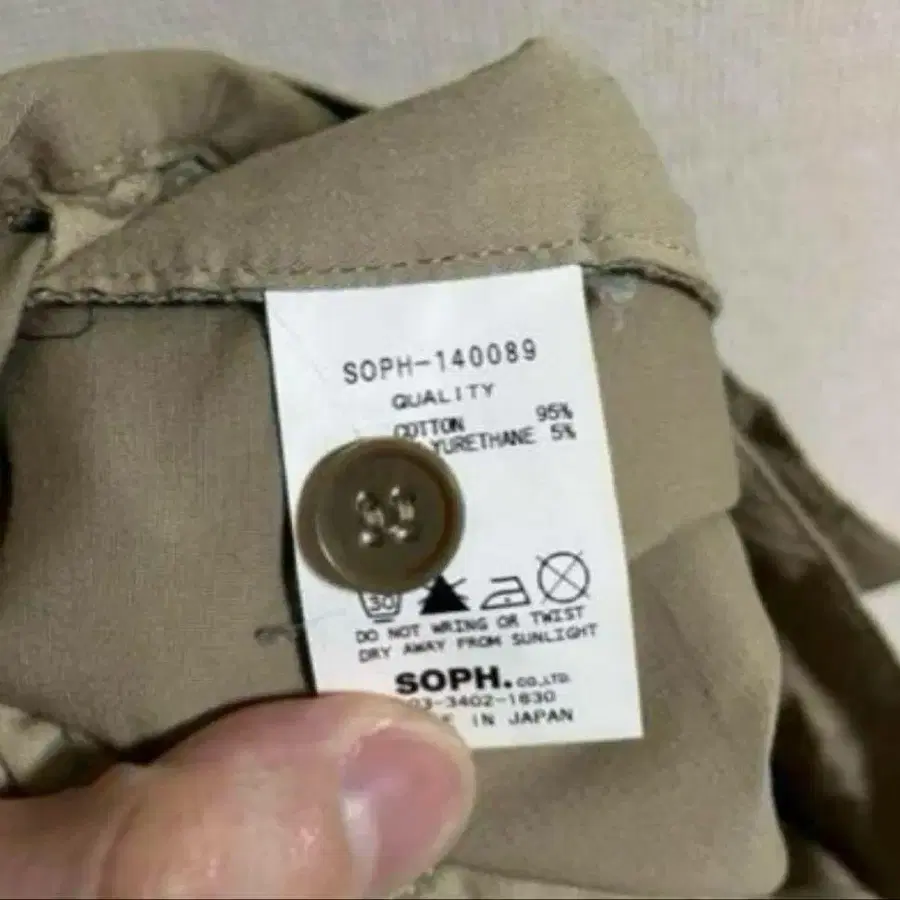 SOPH-140089
QUALITY
COTTON 95%
YURETHANE 5%
30
DO NOT WRING OR TWIST
DRY AWAY FROM SUNLIGHT
SOPH. CO.,LTD.
03-3402-1630
E IN JAPAN